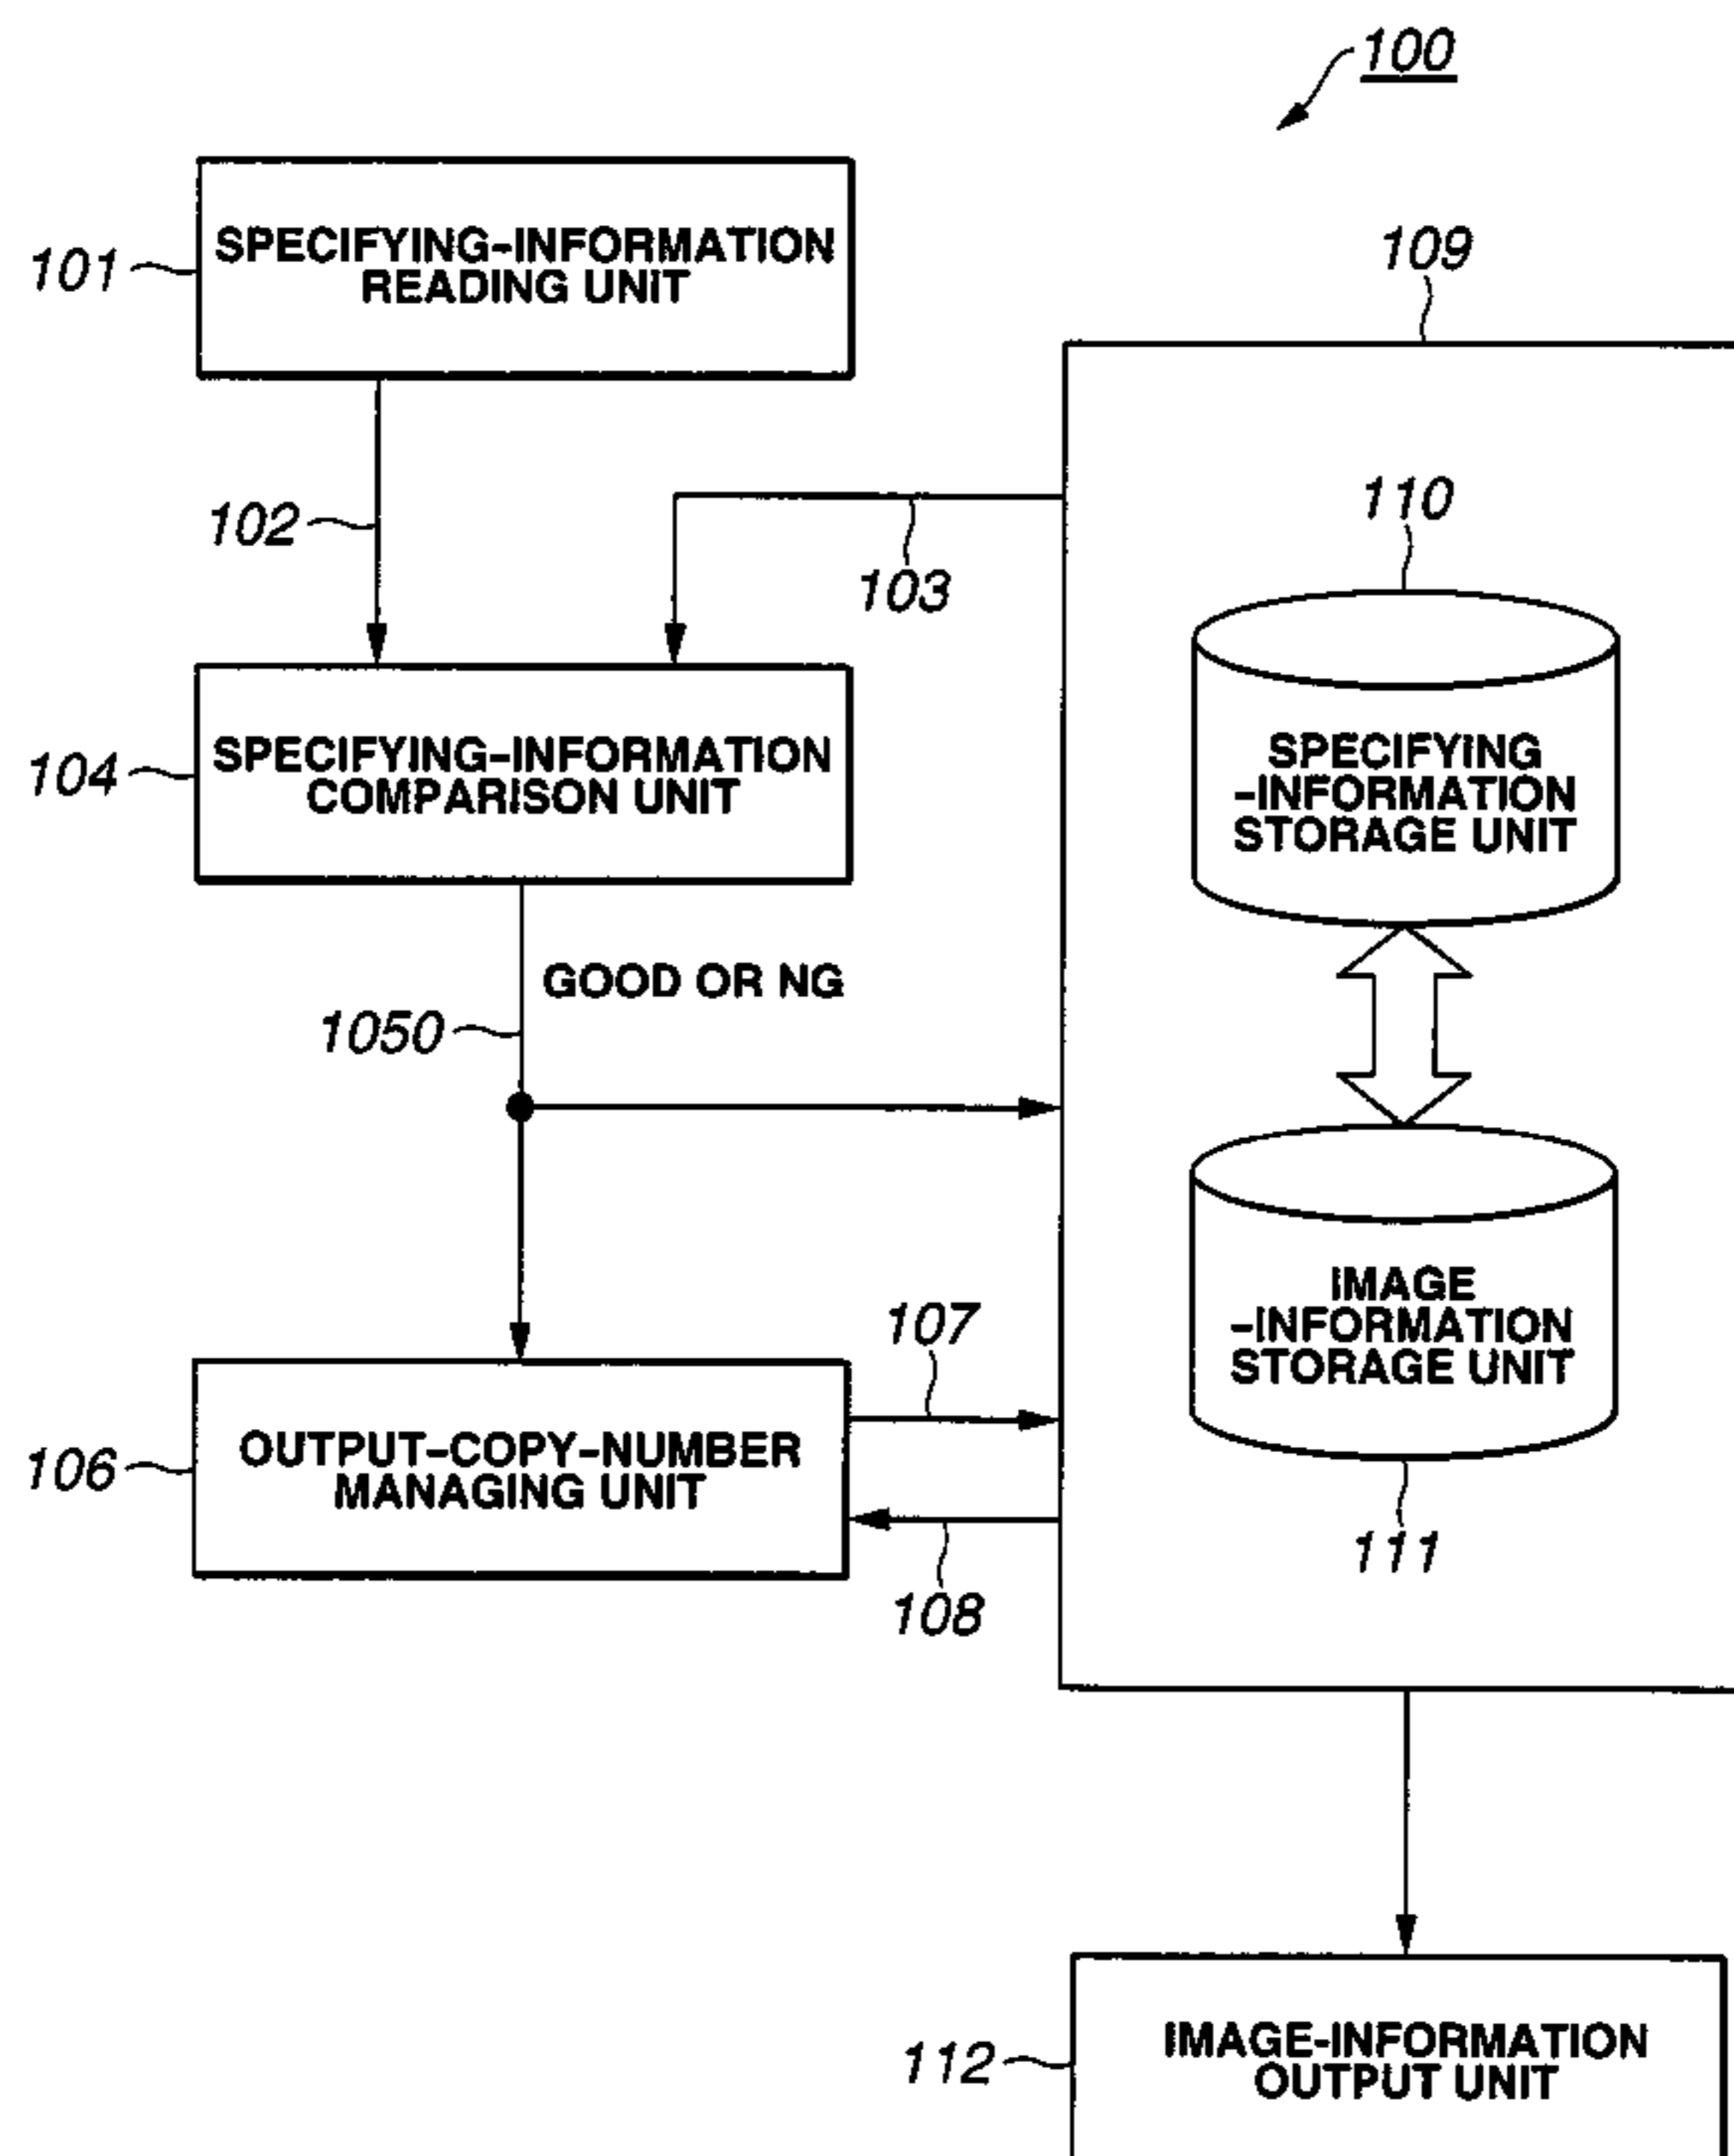 100
101
SPECIFYING-INFORMATION
READING UNIT
109
102
103
110
104
SPECIFYING-INFORMATION
COMPARISON UNIT
SPECIFYING
-INFORMATION
STORAGE UNIT
GOOD OR NG
1050
107
IMAGE
-INFORMATION
STORAGE UNIT
106
OUTPUT-COPY-NUMBER
MANAGING UNIT
108
111
112
IMAGE-INFORMATION
OUTPUT UNIT